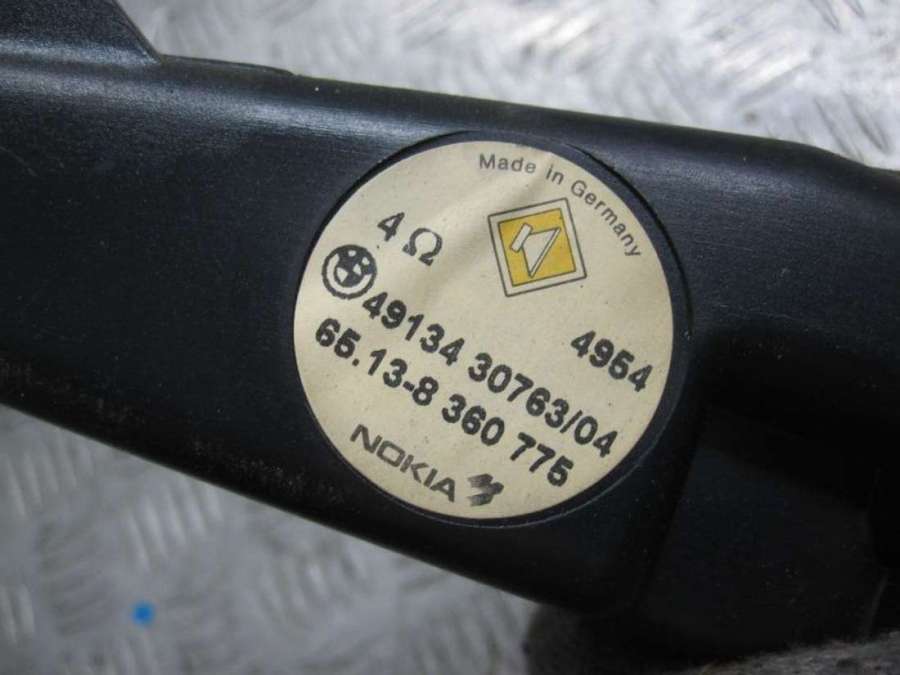 Made in Germany
4 Ω
4954
49134 30763/04
65.13-8 360 775
NOKIA